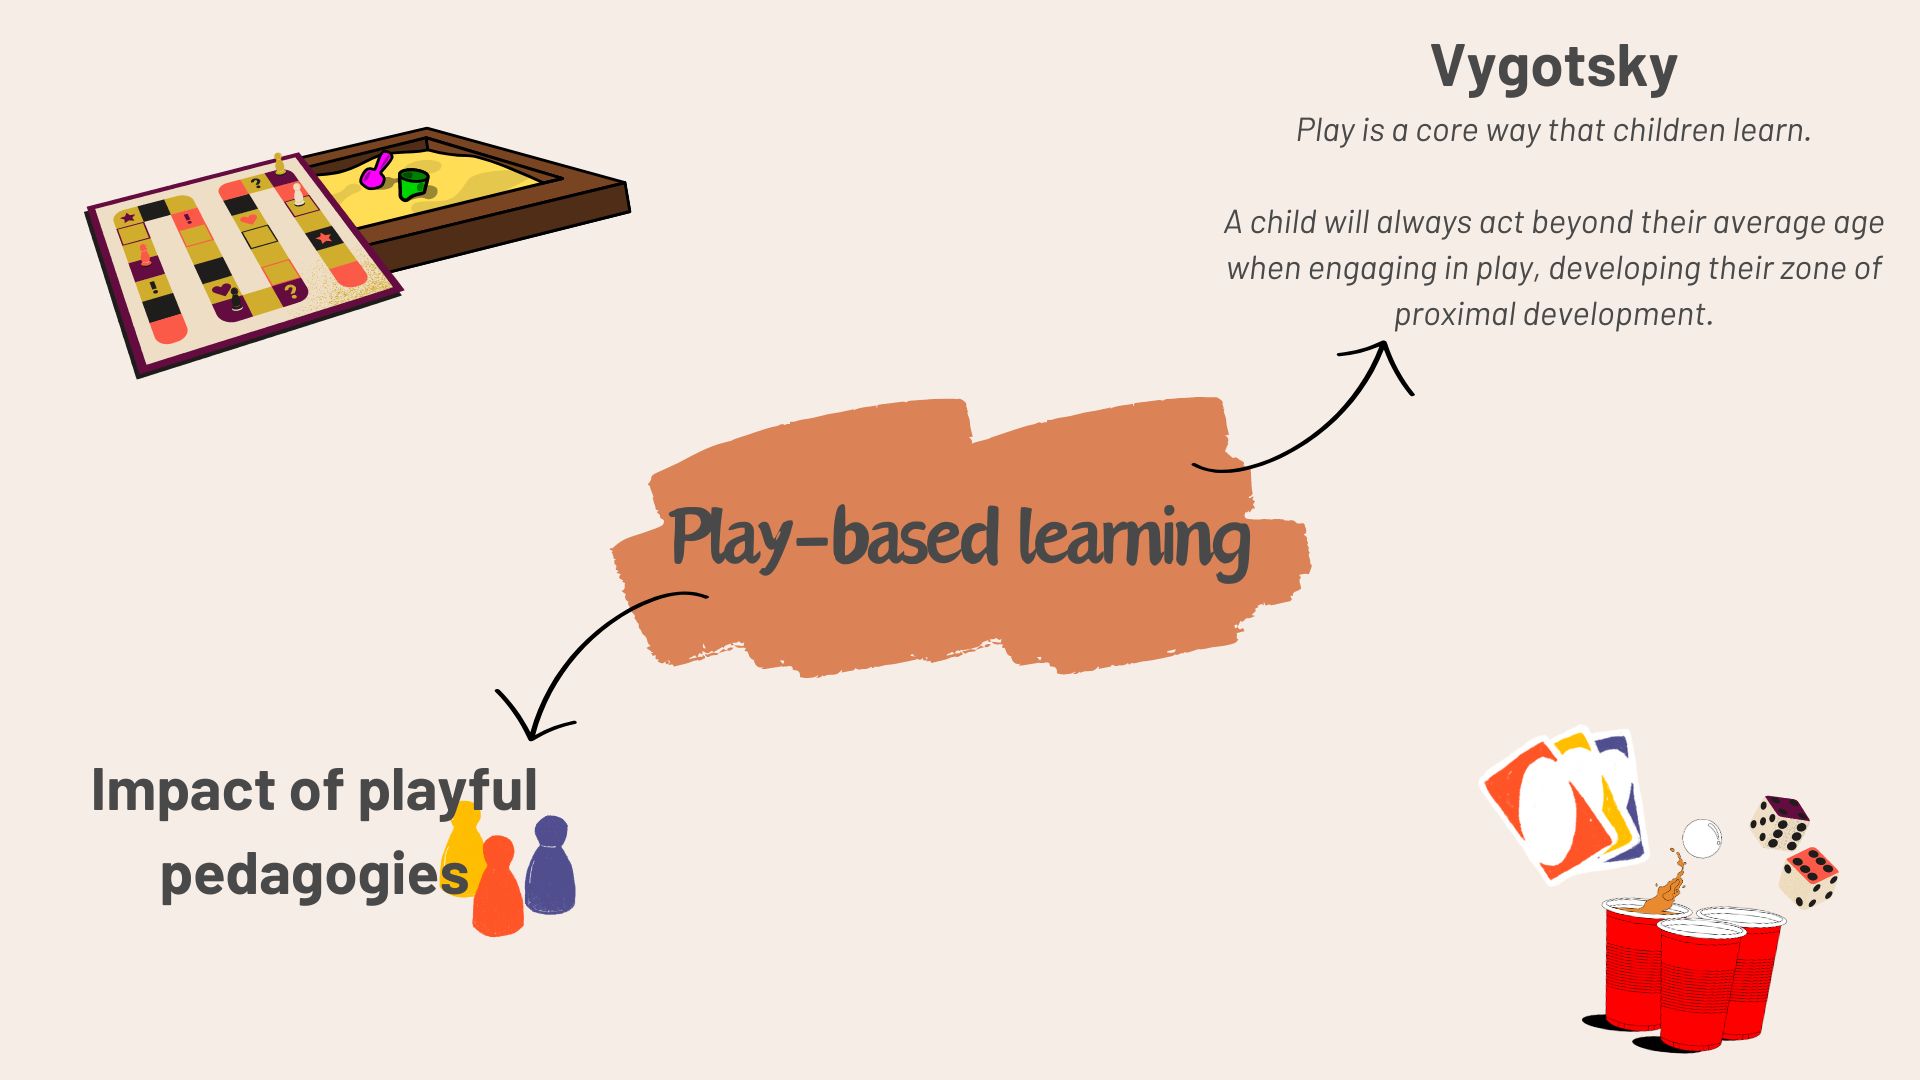 Vygotsky
Play is a core way that children learn.
A child will always act beyond their average age
when engaging in play, developing their zone of
proximal development.
Play-based learning
Impact of playful
pedagogies